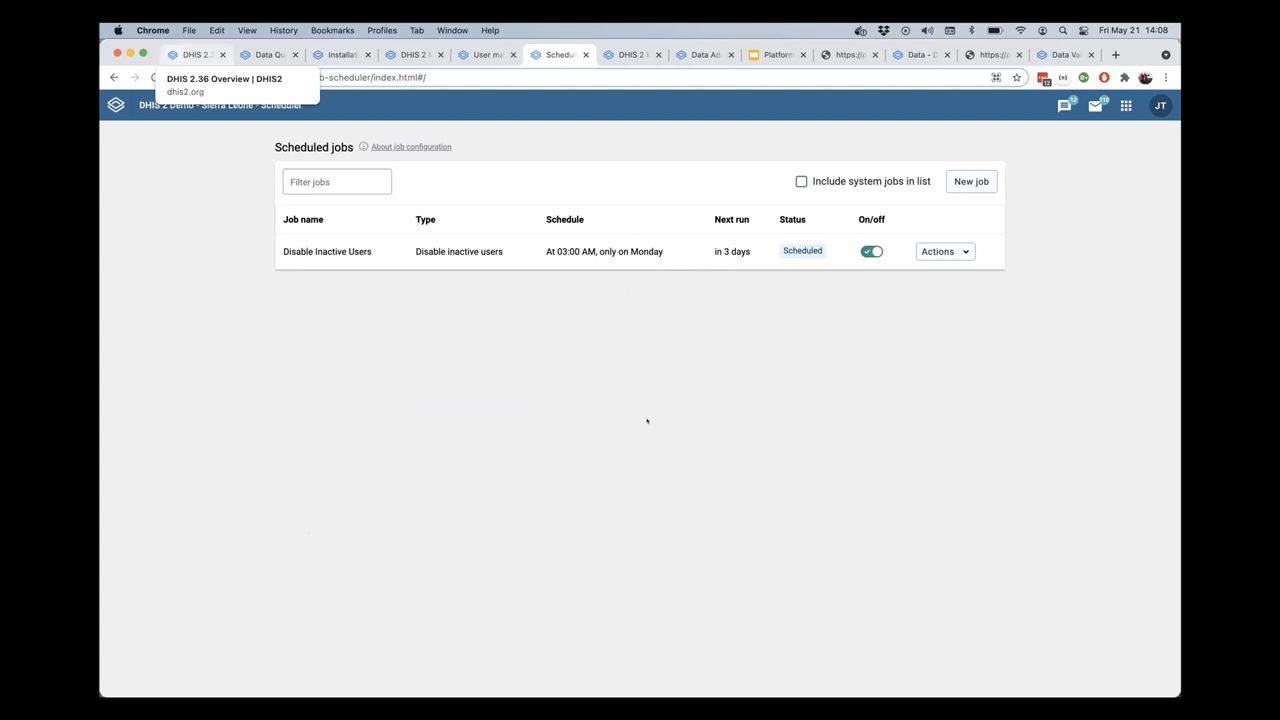 Chrome File Edit View History Bookmarks Profiles Tab Window Help Fri May 21 14:08
DHIS 2. Data Qu Installati DHIS 2 User ma Schedul DHIS 2 Data Ad Platform https:// Data - D https:// Data Va
b-scheduler/index.html#/
DHIS 2.36 Overview | DHIS2
dhis2.org
DHIS 2 Demo - Sierra Leone - Scheduler JT
Scheduled jobs About job configuration
Filter jobs Include system jobs in list New job
Job name Type Schedule Next run Status On/off
Disable Inactive Users Disable inactive users At 03:00 AM, only on Monday in 3 days Scheduled Actions